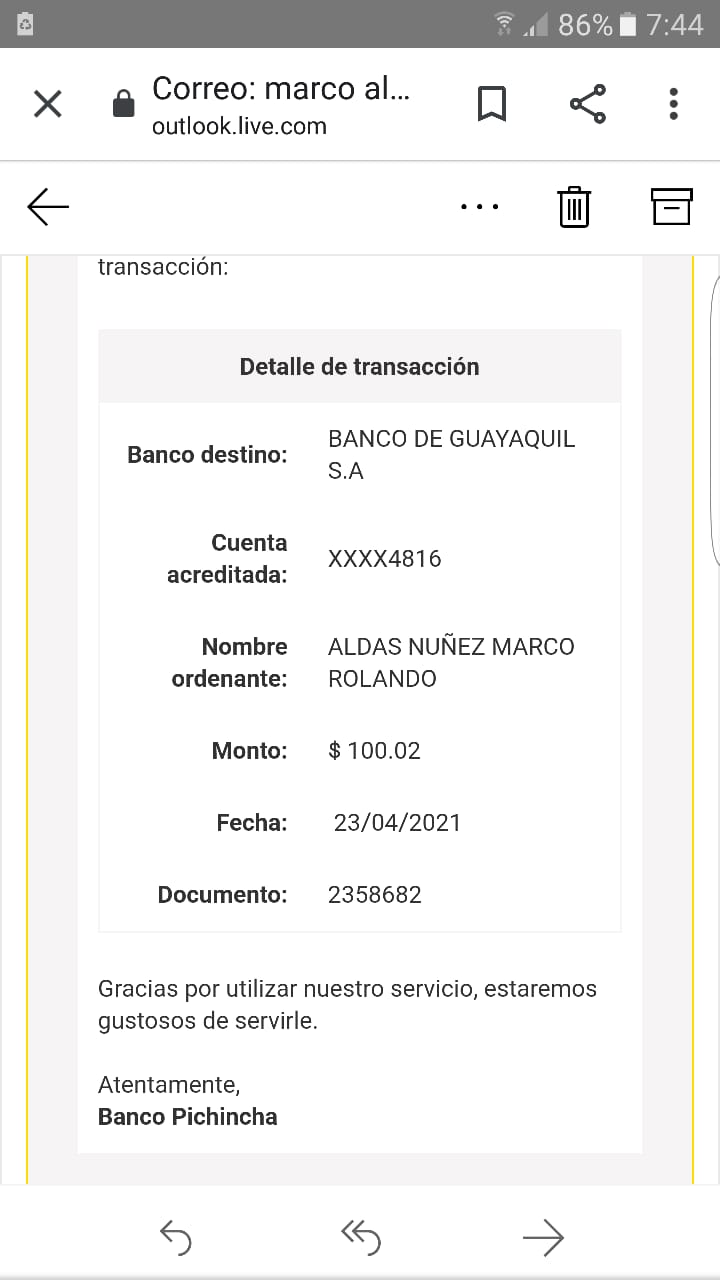 86% 7:44
Correo: marco al...
outlook.live.com
transacción:
Detalle de transacción
Banco destino: BANCO DE GUAYAQUIL
S.A
Cuenta
acreditada: XXXX4816
Nombre
ordenante: ALDAS NUÑEZ MARCO
ROLANDO
Monto: $ 100.02
Fecha: 23/04/2021
Documento: 2358682
Gracias por utilizar nuestro servicio, estaremos
gustosos de servirle.
Atentamente,
Banco Pichincha